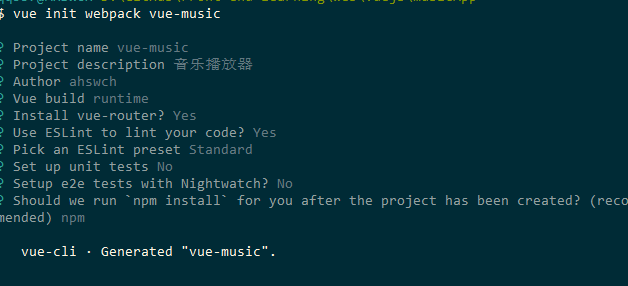 $ vue init webpack vue-music
? Project name vue-music
? Project description 音乐播放器
? Author ahswch
? Vue build runtime
? Install vue-router? Yes
? Use ESLint to lint your code? Yes
? Pick an ESLint preset Standard
? Set up unit tests No
? Setup e2e tests with Nightwatch? No
? Should we run `npm install` for you after the project has been created? (reco
mmended) npm
vue-cli · Generated "vue-music".